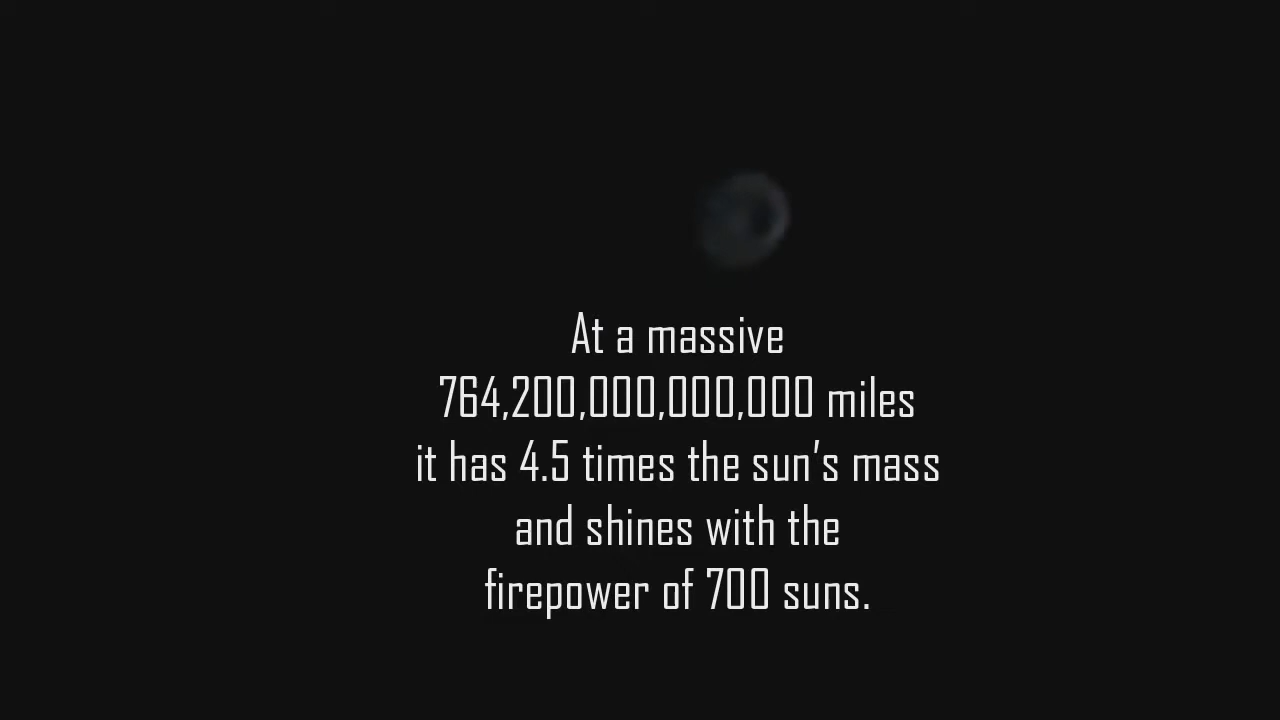 At a massive
764,200,000,000,000 miles
it has 4.5 times the sun's mass
and shines with the
firepower of 700 suns.